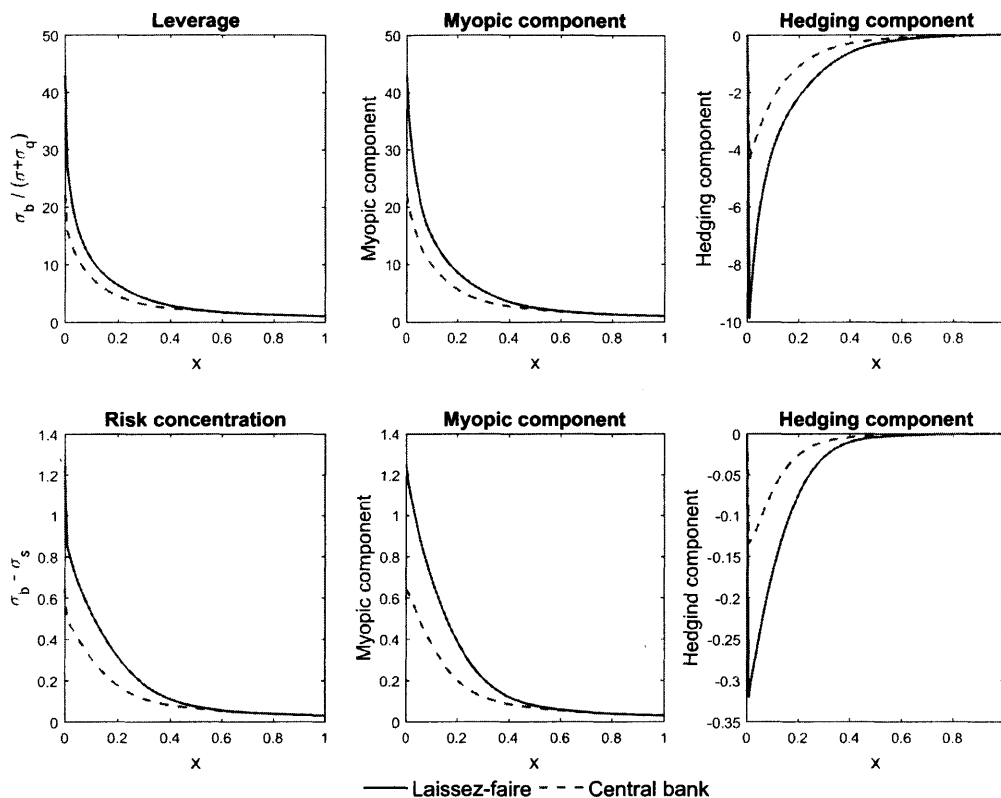 Leverage
σ_b / (σ+σ_q)
50
40
30
20
10
0
0 0.2 0.4 0.6 0.8 1
x
Myopic component
Myopic component
50
40
30
20
10
0
0 0.2 0.4 0.6 0.8 1
x
Hedging component
Hedging component
0
-2
-4
-6
-8
-10
0 0.2 0.4 0.6 0.8 1
x
Risk concentration
σ_b - σ_s
1.4
1.2
1
0.8
0.6
0.4
0.2
0
0 0.2 0.4 0.6 0.8 1
x
Myopic component
Myopic component
1.4
1.2
1
0.8
0.6
0.4
0.2
0
0 0.2 0.4 0.6 0.8 1
x
Hedging component
Hedgind component
0
-0.05
-0.1
-0.15
-0.2
-0.25
-0.3
-0.35
0 0.2 0.4 0.6 0.8 1
x
Laissez-faire Central bank